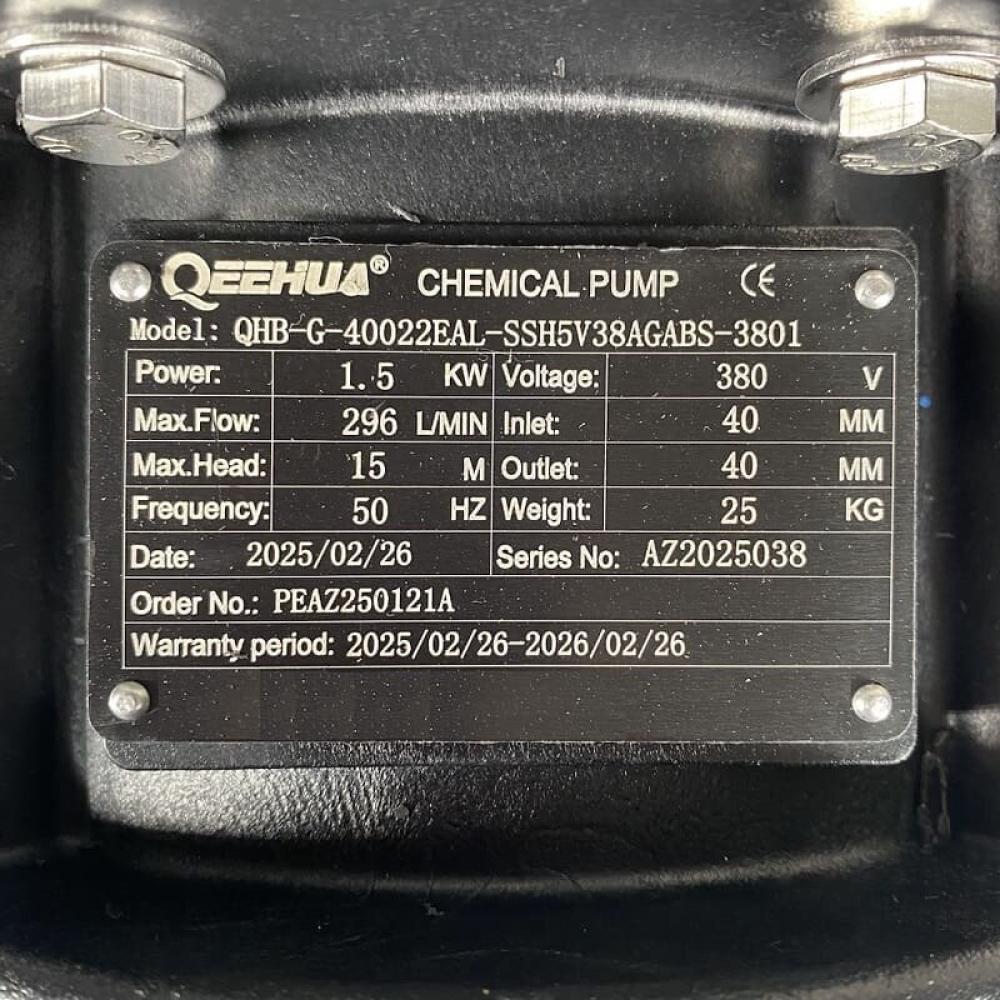 QEEHUA® CHEMICAL PUMP CE
Model: QHB-G-40022EAL-SSH5V38AGABS-3801
Power: 1.5 KW Voltage: 380 V
Max.Flow: 296 L/MIN Inlet: 40 MM
Max.Head: 15 M Outlet: 40 MM
Frequency: 50 HZ Weight: 25 KG
Date: 2025/02/26 Series No: AZ2025038
Order No.: PEAZ250121A
Warranty period: 2025/02/26-2026/02/26